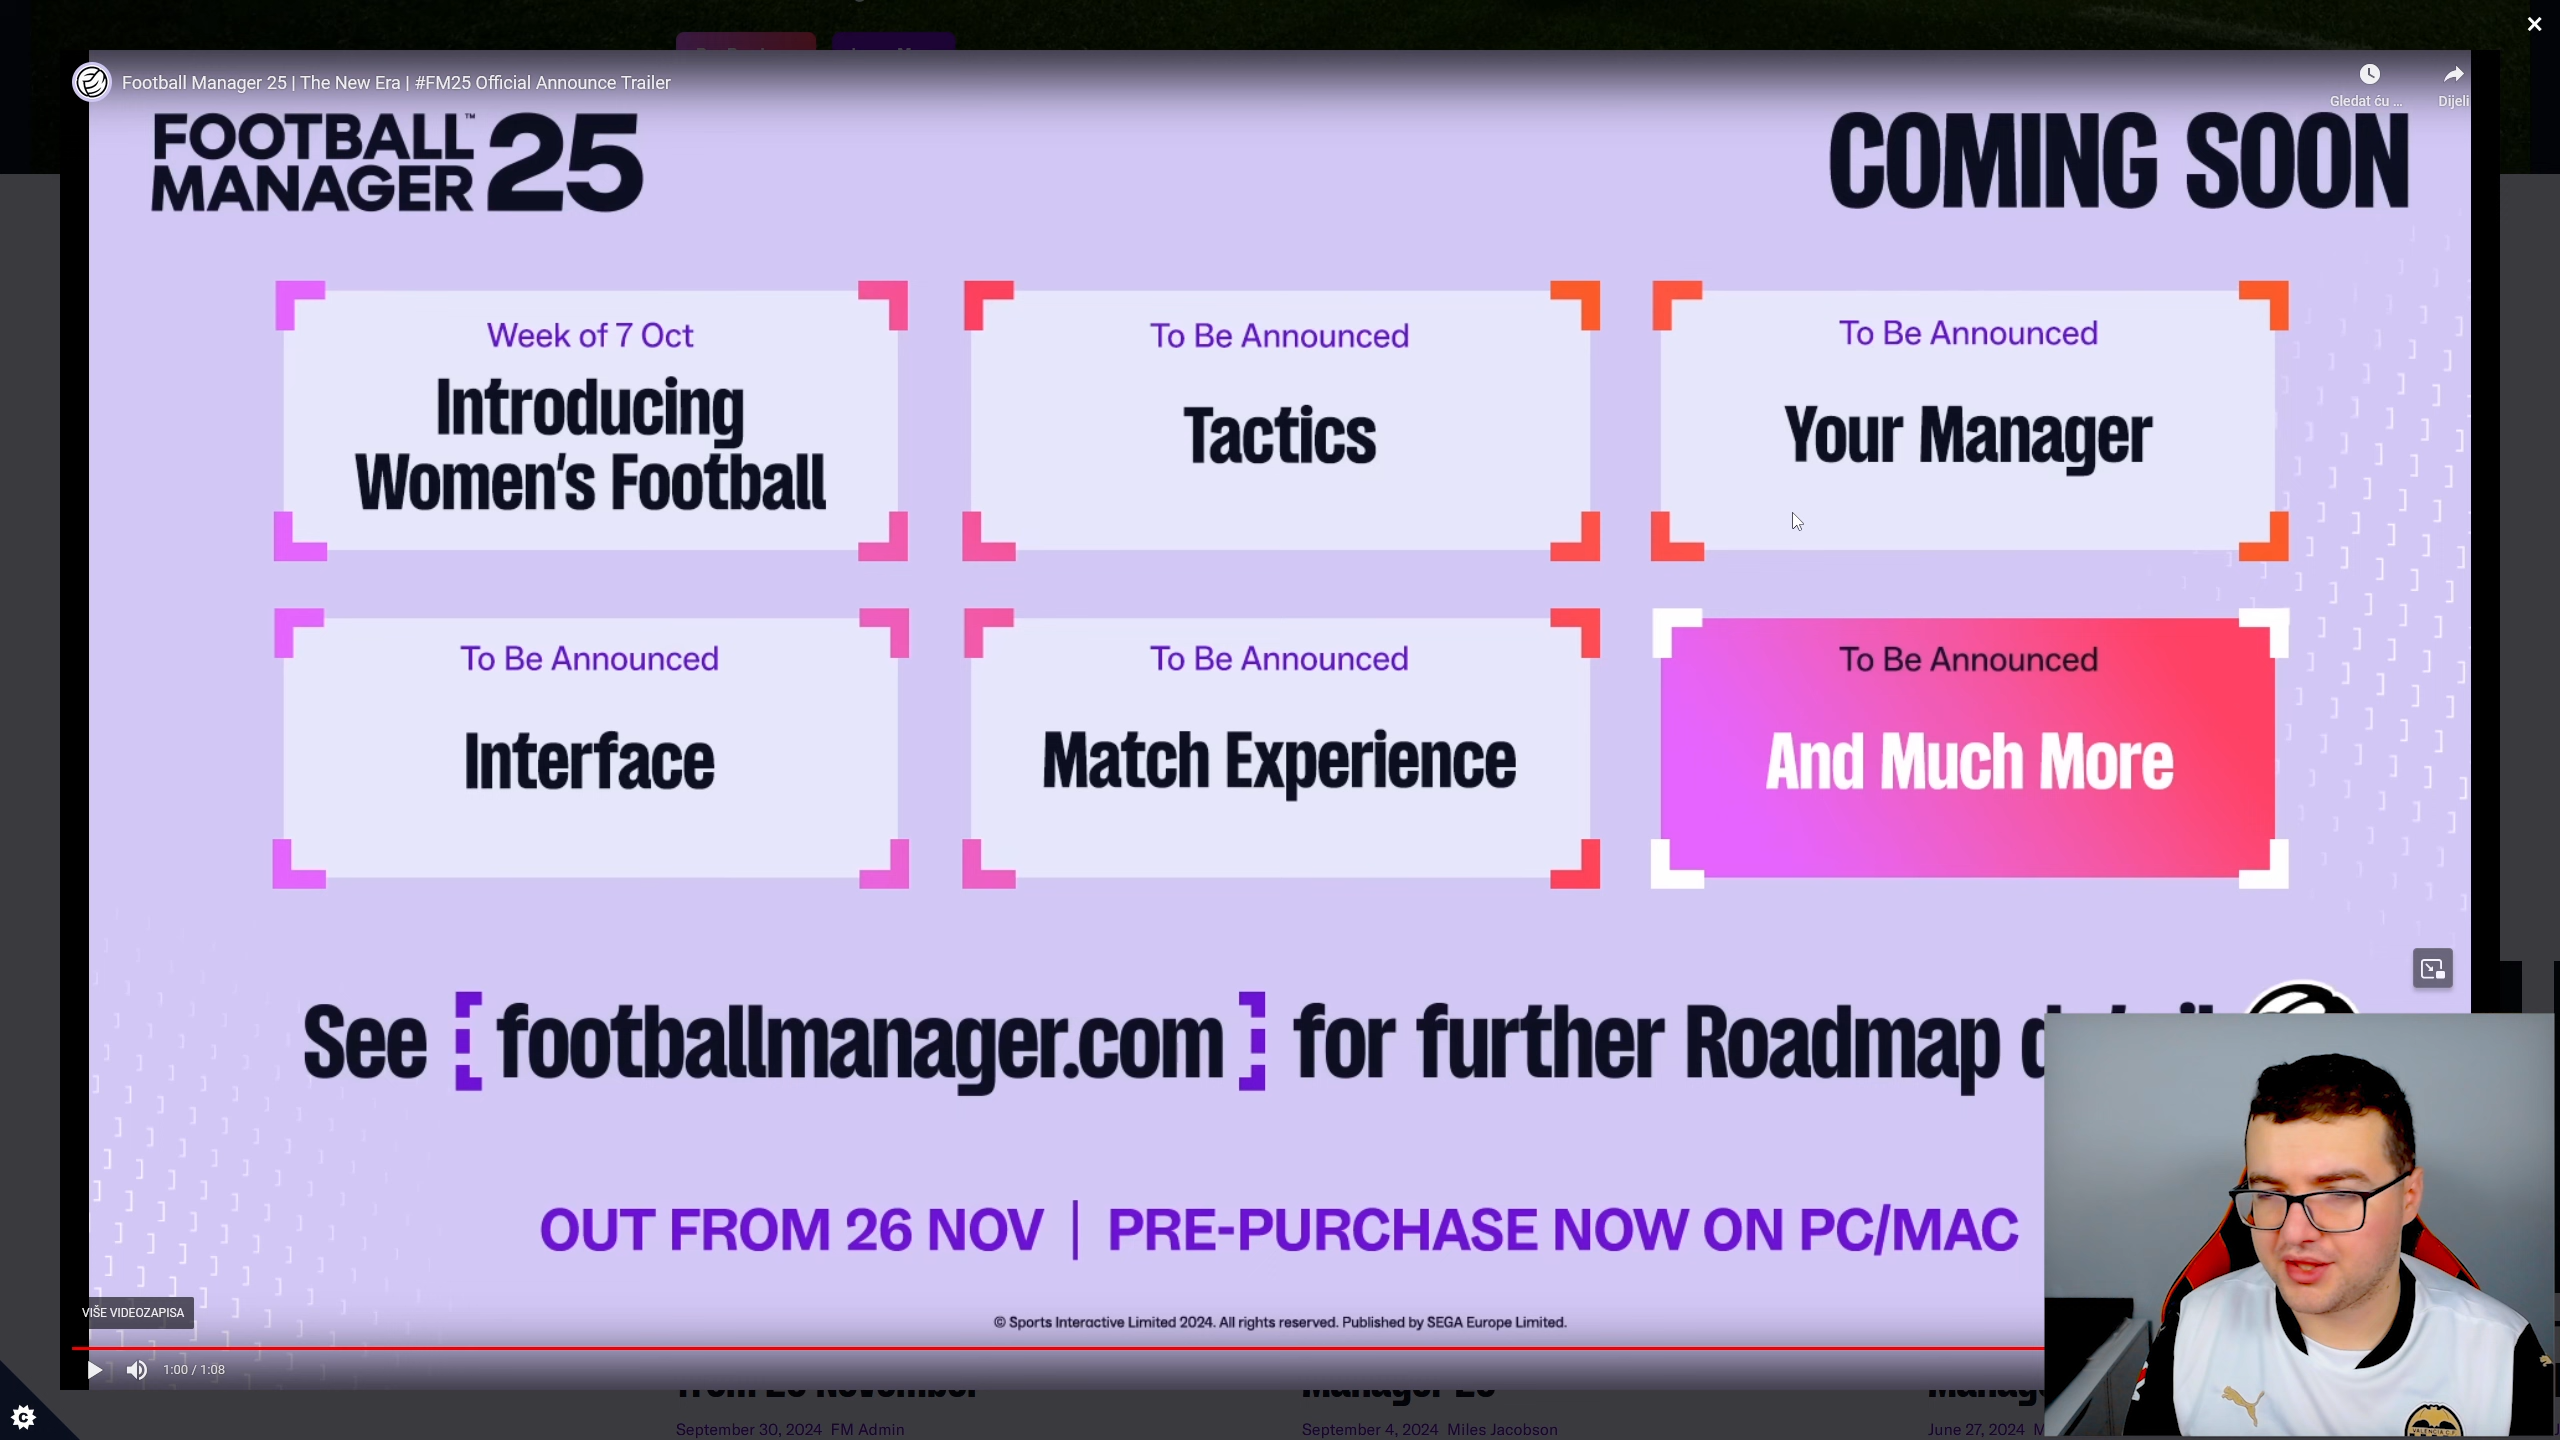 Football Manager 25 | The New Era | #FM25 Official Announce Trailer
Gledat ću ...
Dijeli
FOOTBALL™
MANAGER 25
COMING SOON
Week of 7 Oct
Introducing
Women's Football
To Be Announced
Tactics
To Be Announced
Your Manager
To Be Announced
Interface
To Be Announced
Match Experience
To Be Announced
And Much More
See [footballmanager.com] for further Roadmap
OUT FROM 26 NOV | PRE-PURCHASE NOW ON PC/MAC
VIŠE VIDEOZAPISA
© Sports Interactive Limited 2024. All rights reserved. Published by SEGA Europe Limited.
1:00 / 1:08
September 30, 2024 FM Admin
September 4, 2024 Miles Jacobson
June 27, 2024
VALENCIA C.F.